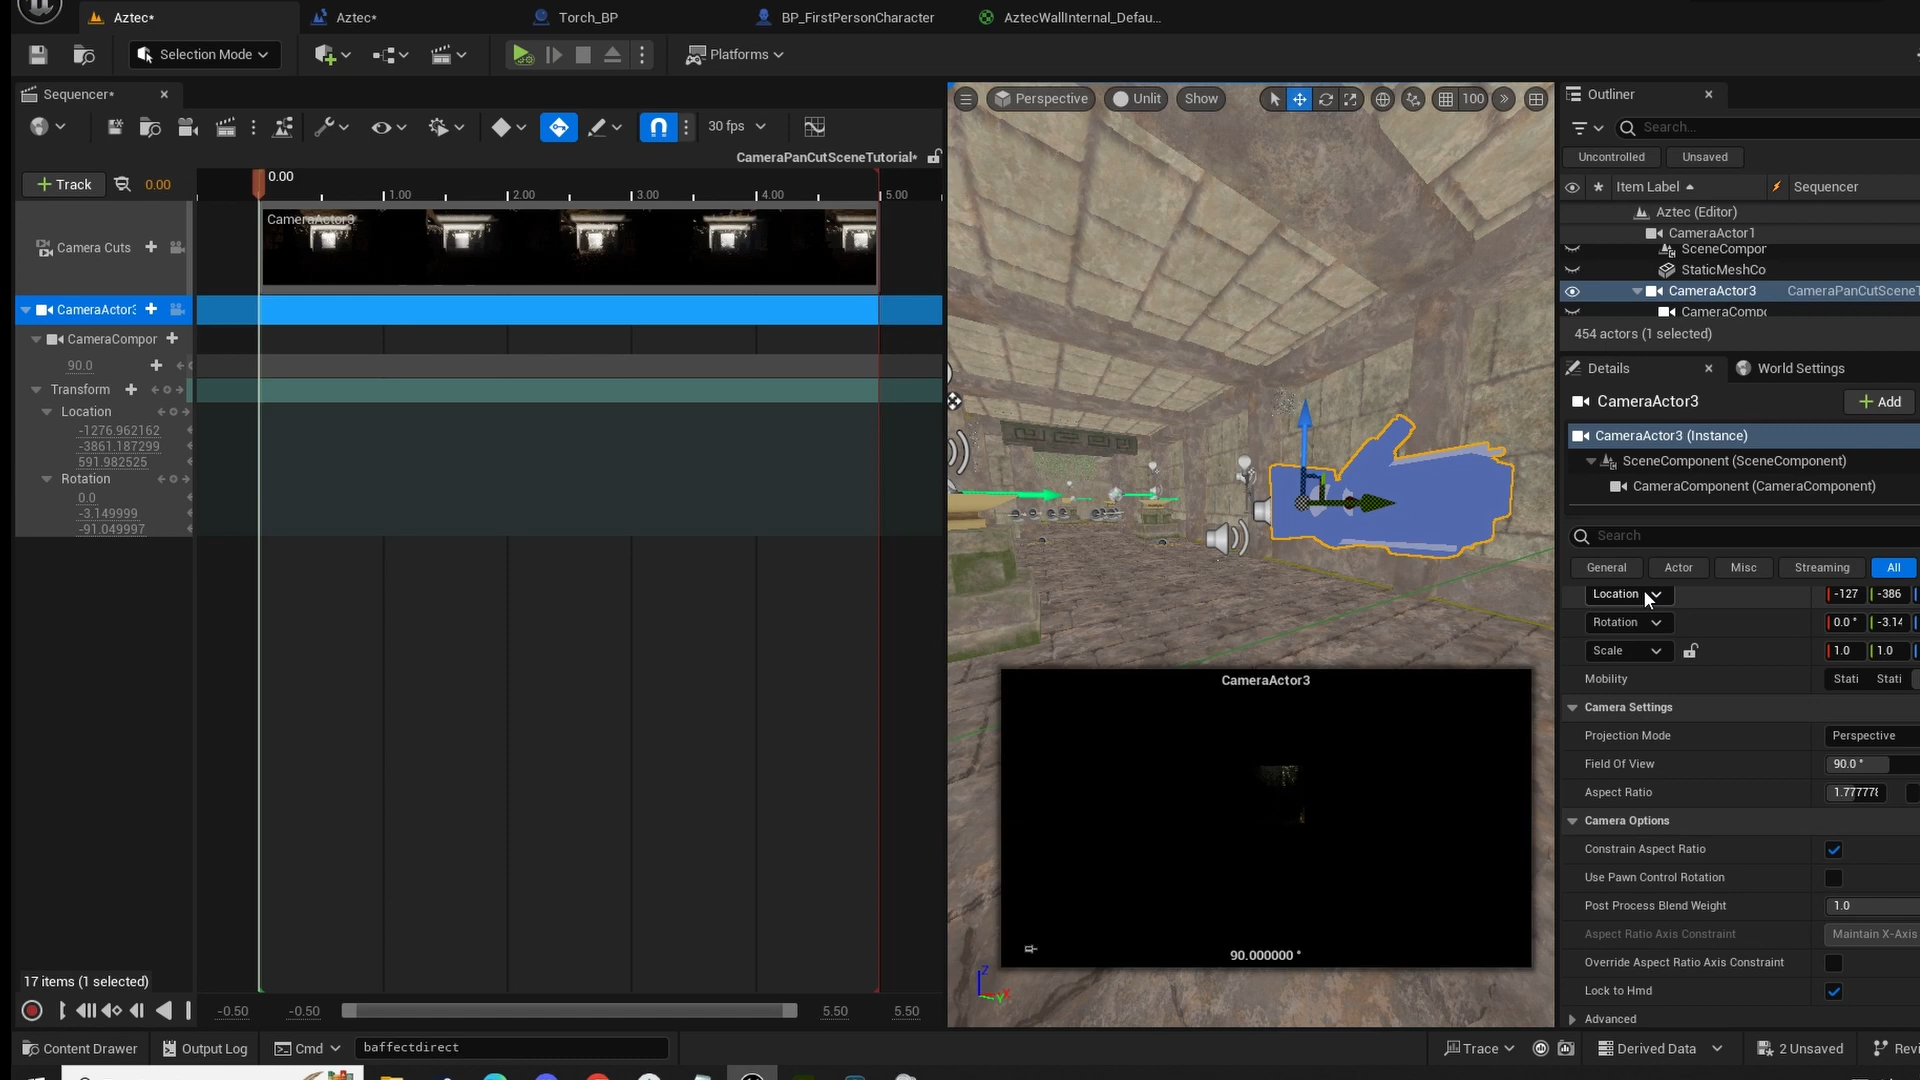 Aztec*
Aztec*
Torch_BP
BP_FirstPersonCharacter
AztecWallInternal_Defau...
Selection Mode
Platforms
Sequencer*
30 fps
CameraPanCutSceneTutorial*
Track
0.00
0.00
1.00
2.00
3.00
4.00
5.00
Camera Cuts
CameraActor3
CameraActor3
CameraCompor
90.0
Transform
Location
-1276.962162
-3861.187299
591.982525
Rotation
0.0
-3.149999
-91.049997
17 items (1 selected)
-0.50
-0.50
5.50
5.50
Perspective
Unlit
Show
100
CameraActor3
90.000000 °
Outliner
Search...
Uncontrolled
Unsaved
Item Label
Sequencer
Aztec (Editor)
CameraActor1
SceneCompor
StaticMeshCo
CameraActor3
CameraPanCutSceneT
CameraCompo
454 actors (1 selected)
Details
World Settings
CameraActor3
Add
CameraActor3 (Instance)
SceneComponent (SceneComponent)
CameraComponent (CameraComponent)
Search
General
Actor
Misc
Streaming
All
Location
-127
-386
Rotation
0.0 °
-3.14
Scale
1.0
1.0
Mobility
Stati
Stati
Camera Settings
Projection Mode
Perspective
Field Of View
90.0 °
Aspect Ratio
1.777778
Camera Options
Constrain Aspect Ratio
Use Pawn Control Rotation
Post Process Blend Weight
1.0
Aspect Ratio Axis Constraint
Maintain X-Axis
Override Aspect Ratio Axis Constraint
Lock to Hmd
Advanced
Content Drawer
Output Log
Cmd
baffectdirect
Trace
Derived Data
2 Unsaved
Revi